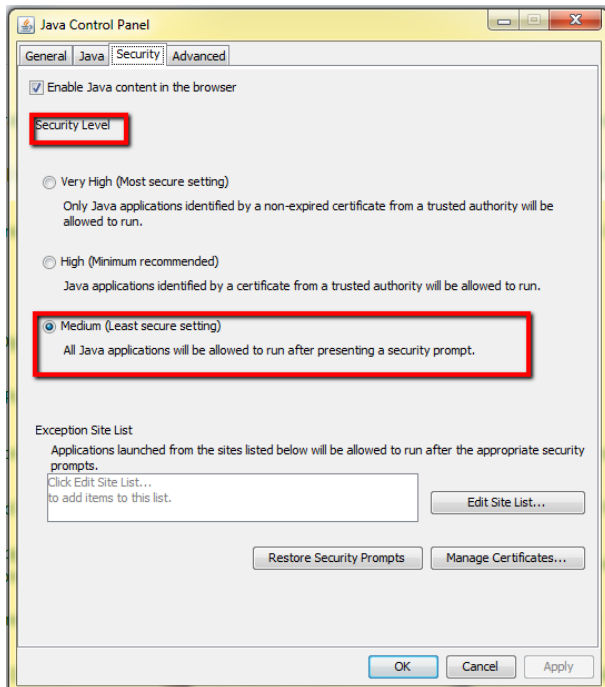 Java Control Panel
General Java Security Advanced
Enable Java content in the browser
Security Level
Very High (Most secure setting)
Only Java applications identified by a non-expired certificate from a trusted authority will be
allowed to run.
High (Minimum recommended)
Java applications identified by a certificate from a trusted authority will be allowed to run.
Medium (Least secure setting)
All Java applications will be allowed to run after presenting a security prompt.
Exception Site List
Applications launched from the sites listed below will be allowed to run after the appropriate security
prompts.
Click Edit Site List...
to add items to this list.
Edit Site List...
Restore Security Prompts Manage Certificates...
OK Cancel Apply